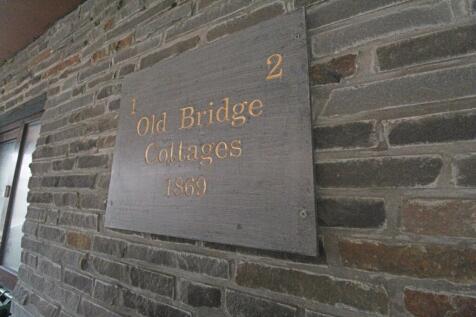 1 2
Old Bridge
Cottages
1869